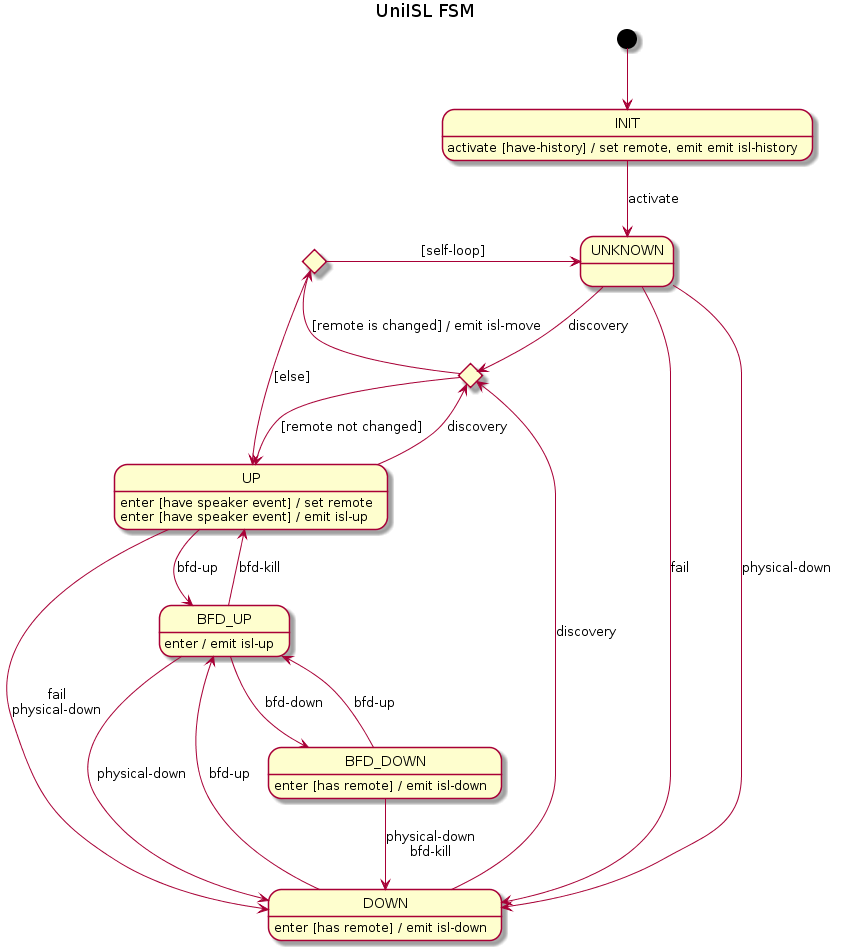 UniISL FSM
INIT
activate [have-history] / set remote, emit emit isl-history
activate
UNKNOWN
[self-loop]
[remote is changed] / emit isl-move
discovery
[else]
[remote not changed]
discovery
UP
enter [have speaker event] / set remote
enter [have speaker event] / emit isl-up
bfd-up
bfd-kill
fail
physical-down
BFD_UP
enter / emit isl-up
discovery
fail
physical-down
bfd-down
bfd-up
BFD_DOWN
enter [has remote] / emit isl-down
physical-down
bfd-up
physical-down
bfd-kill
DOWN
enter [has remote] / emit isl-down